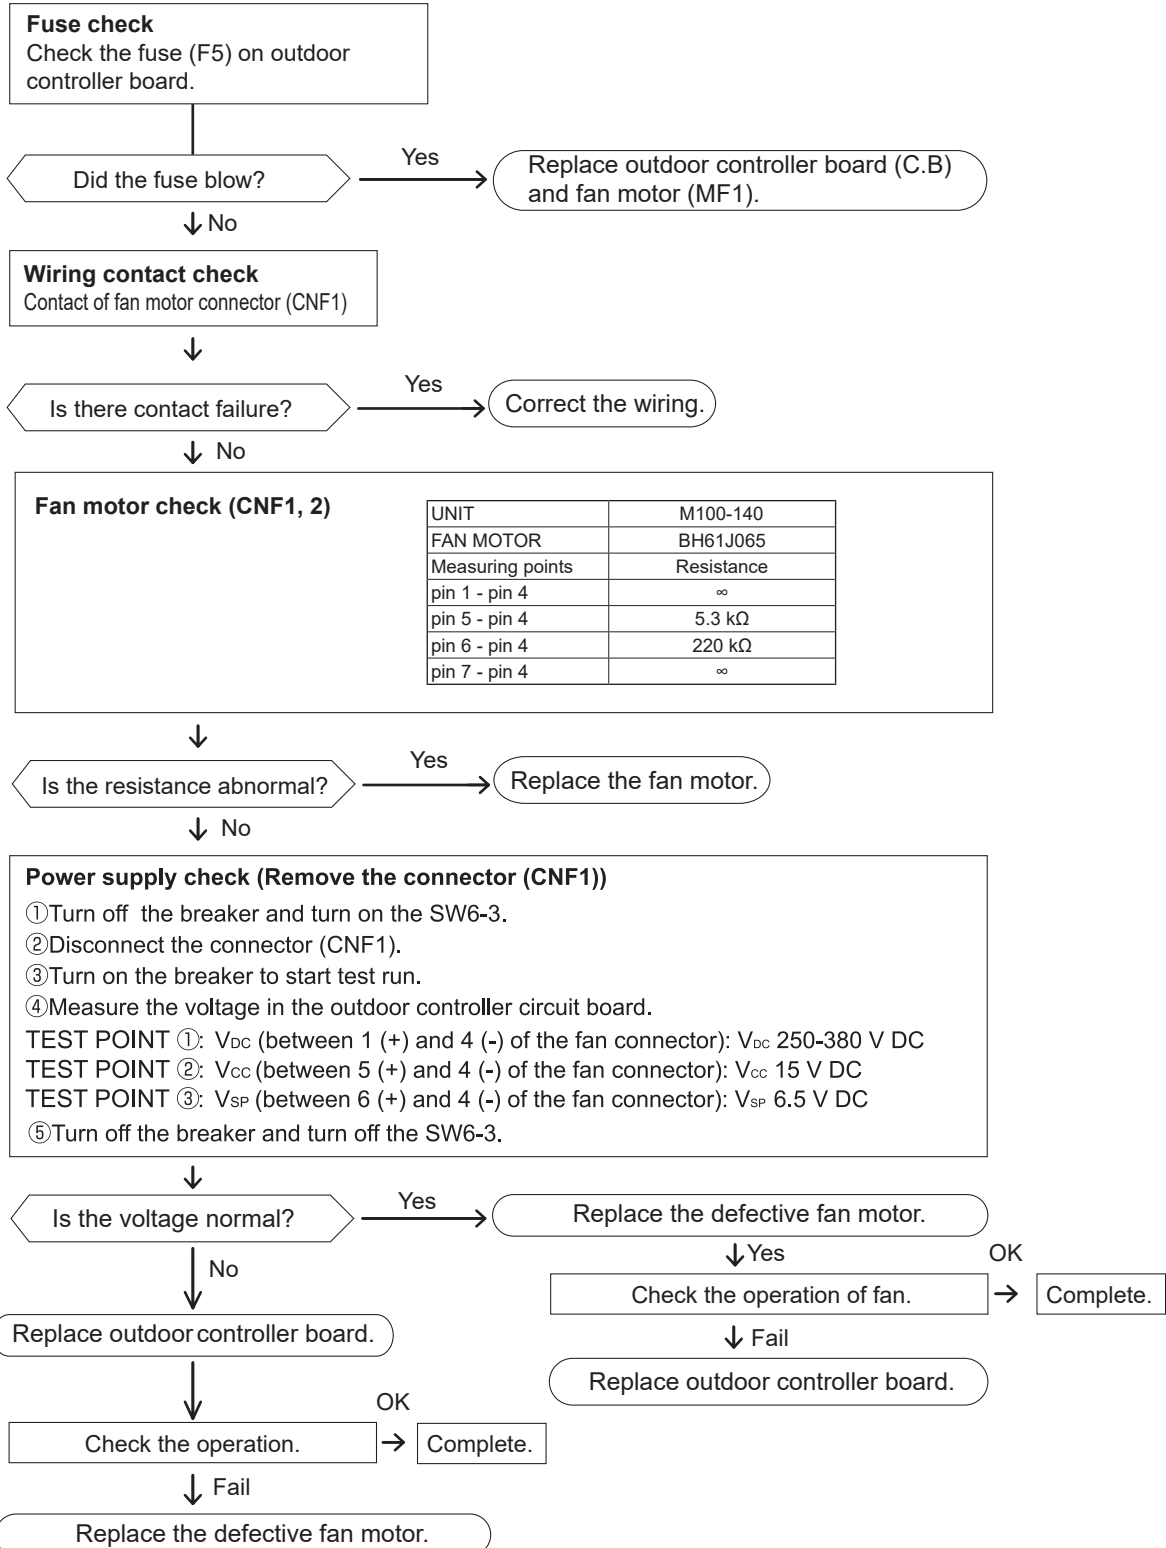 Fuse check
Check the fuse (F5) on outdoor
controller board.
Did the fuse blow?
Yes
Replace outdoor controller board (C.B)
and fan motor (MF1).
No
Wiring contact check
Contact of fan motor connector (CNF1)
Is there contact failure?
Yes
Correct the wiring.
No
Fan motor check (CNF1, 2)
UNIT M100-140
FAN MOTOR BH61J065
Measuring points Resistance
pin 1 - pin 4 ∞
pin 5 - pin 4 5.3 kΩ
pin 6 - pin 4 220 kΩ
pin 7 - pin 4 ∞
Is the resistance abnormal?
Yes
Replace the fan motor.
No
Power supply check (Remove the connector (CNF1))
①Turn off the breaker and turn on the SW6-3.
②Disconnect the connector (CNF1).
③Turn on the breaker to start test run.
④Measure the voltage in the outdoor controller circuit board.
TEST POINT ①: VDC (between 1 (+) and 4 (-) of the fan connector): VDC 250-380 V DC
TEST POINT ②: VCC (between 5 (+) and 4 (-) of the fan connector): VCC 15 V DC
TEST POINT ③: VSP (between 6 (+) and 4 (-) of the fan connector): VSP 6.5 V DC
⑤Turn off the breaker and turn off the SW6-3.
Is the voltage normal?
Yes
Replace the defective fan motor.
Yes
OK
Check the operation of fan.
Complete.
Fail
Replace outdoor controller board.
No
Replace outdoor controller board.
OK
Check the operation.
Complete.
Fail
Replace the defective fan motor.